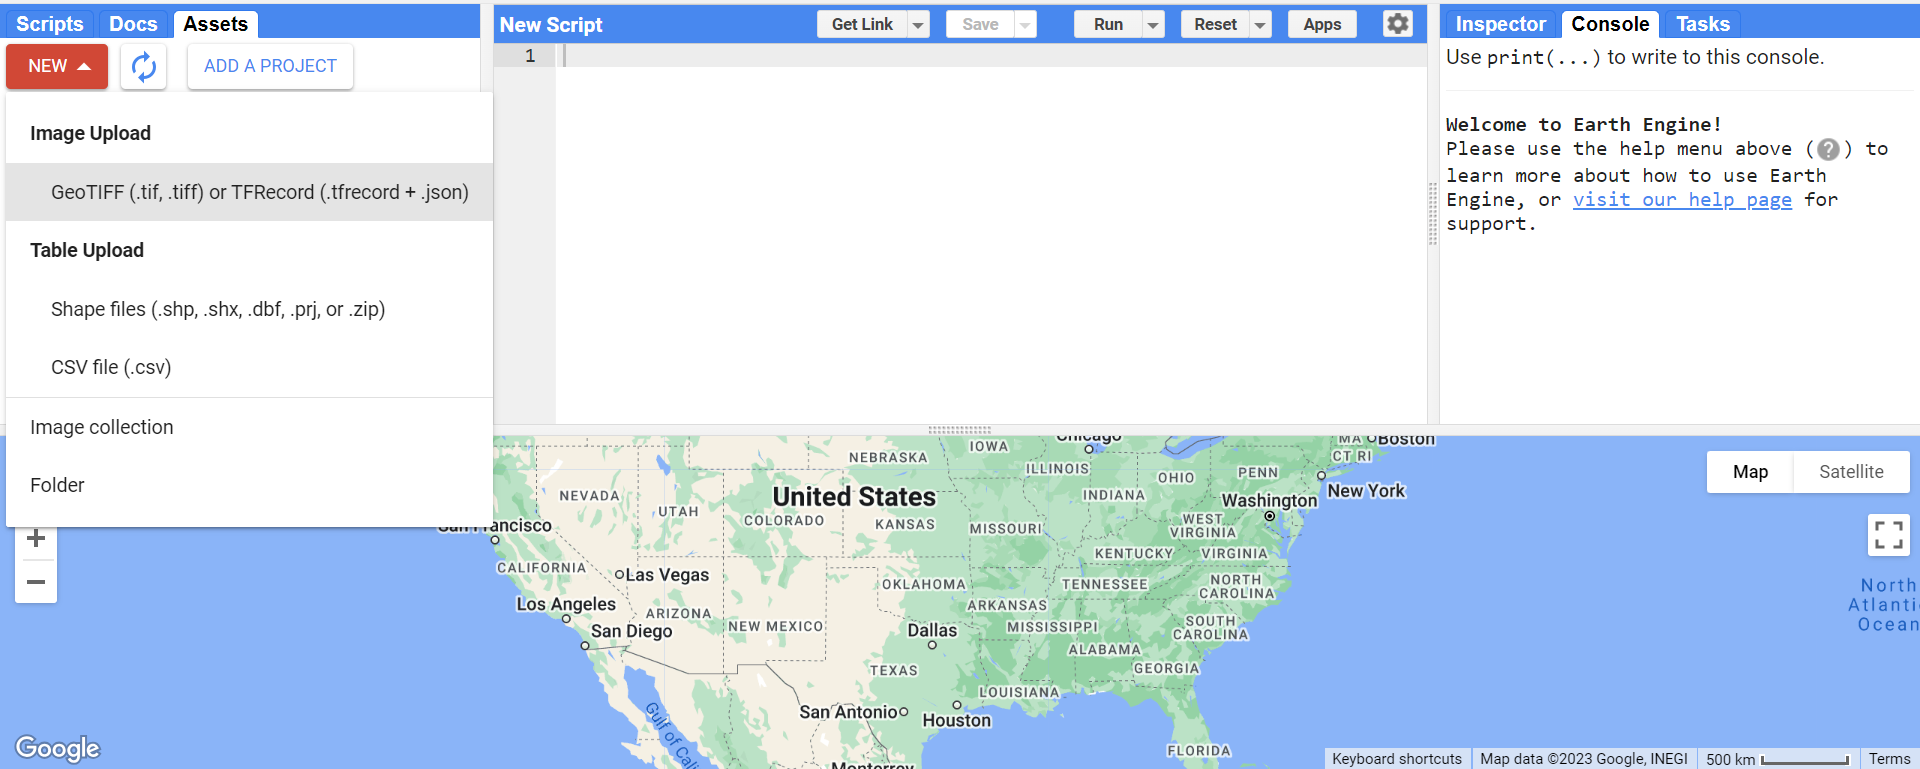 Scripts Docs Assets
NEW
ADD A PROJECT
Image Upload
GeoTIFF (.tif, .tiff) or TFRecord (.tfrecord + .json)
Table Upload
Shape files (.shp, .shx, .dbf, .prj, or .zip)
CSV file (.csv)
Image collection
Folder
New Script
Get Link
Save
Run
Reset
Apps
1
Inspector Console Tasks
Use print(...) to write to this console.
Welcome to Earth Engine!
Please use the help menu above (?) to
learn more about how to use Earth
Engine, or visit our help page for
support.
Chicago
MA
Boston
IOWA
NEBRASKA
CT RI
ILLINOIS
OHIO
PENN
Map
Satellite
NEVADA
United States
INDIANA
Washington
New York
UTAH
COLORADO
KANSAS
MISSOURI
WEST
VIRGINIA
San Francisco
KENTUCKY
VIRGINIA
CALIFORNIA
Las Vegas
OKLAHOMA
TENNESSEE
NORTH
CAROLINA
North
Atlanti
Ocean
Los Angeles
ARIZONA
NEW MEXICO
ARKANSAS
MISSISSIPPI
SOUTH
CAROLINA
San Diego
Dallas
ALABAMA
TEXAS
GEORGIA
LOUISIANA
San Antonio
Houston
Gulf of Cali
FLORIDA
Monterrey
Google
Keyboard shortcuts
Map data ©2023 Google, INEGI
500 km
Terms